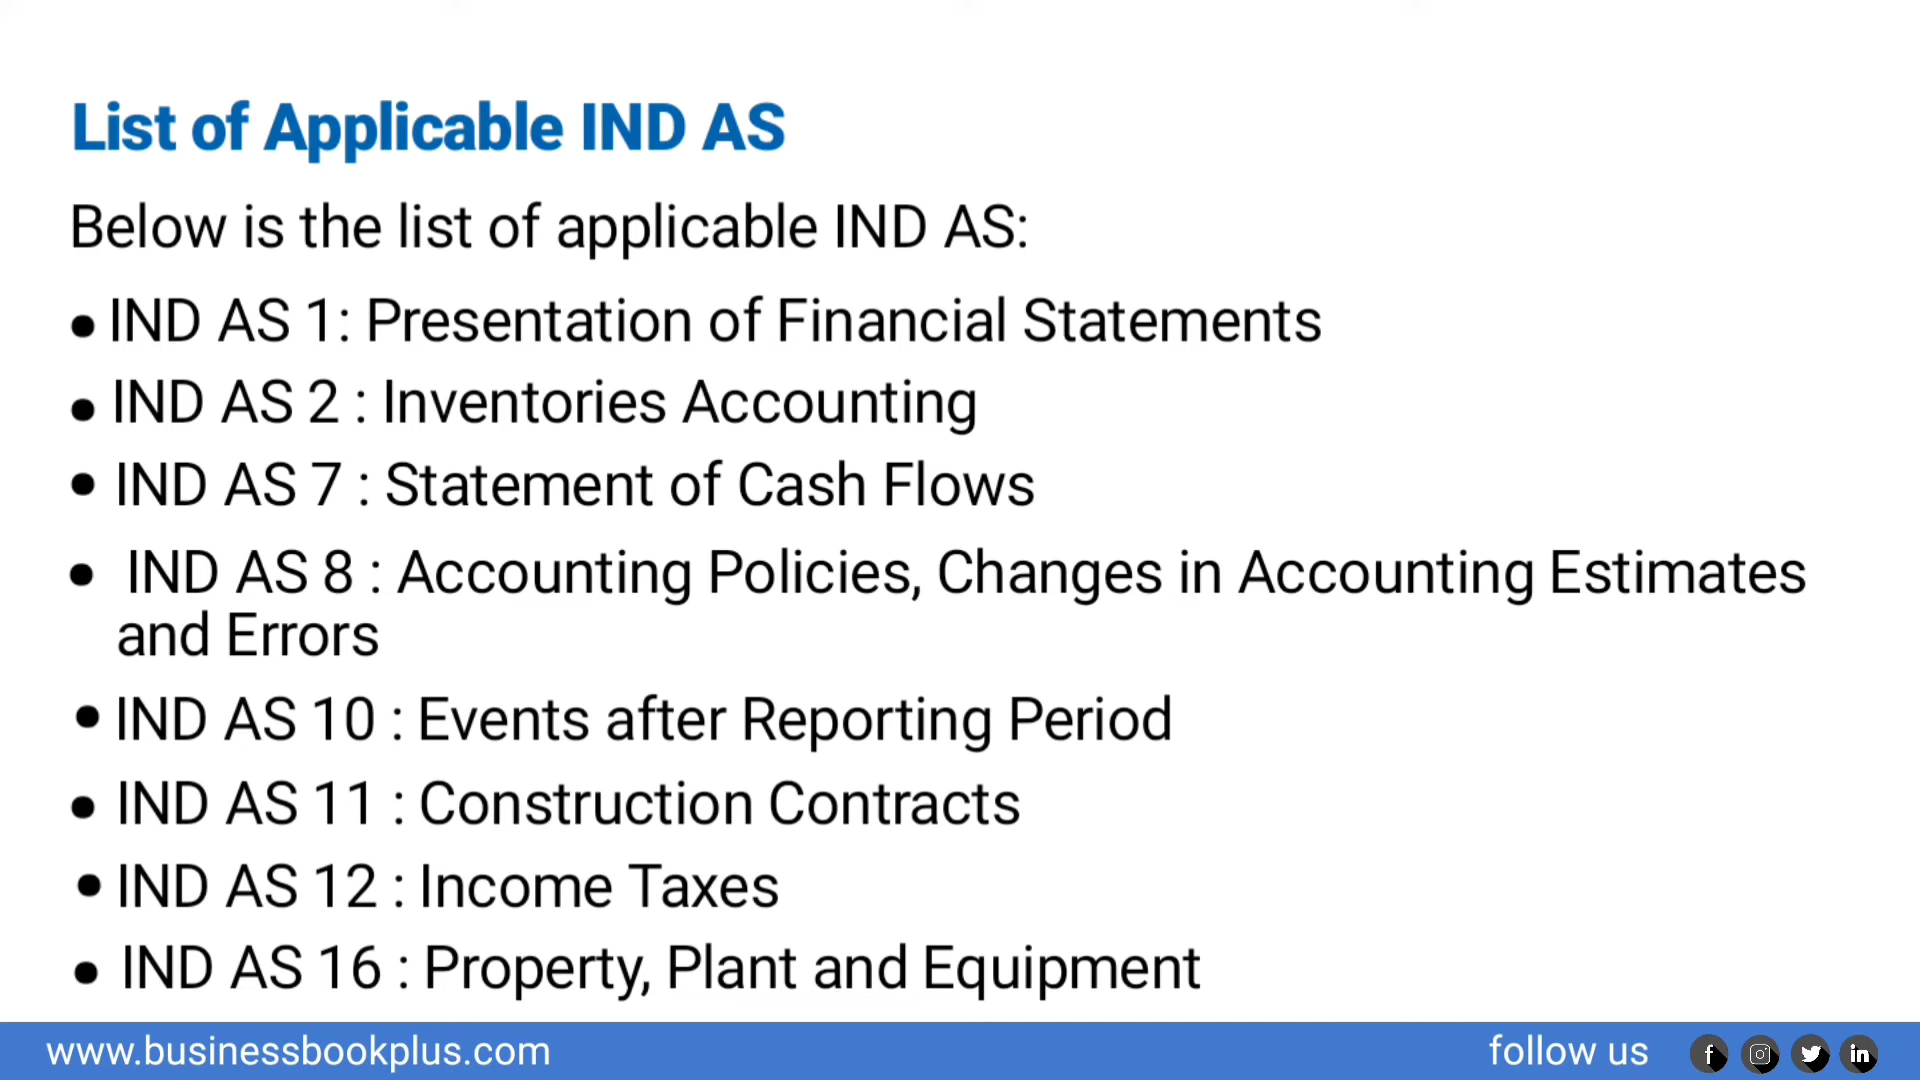 List of Applicable IND AS
Below is the list of applicable IND AS:
• IND AS 1: Presentation of Financial Statements
• IND AS 2 : Inventories Accounting
• IND AS 7 : Statement of Cash Flows
• IND AS 8 : Accounting Policies, Changes in Accounting Estimates
and Errors
• IND AS 10 : Events after Reporting Period
• IND AS 11 : Construction Contracts
• IND AS 12 : Income Taxes
• IND AS 16 : Property, Plant and Equipment
www.businessbookplus.com follow us